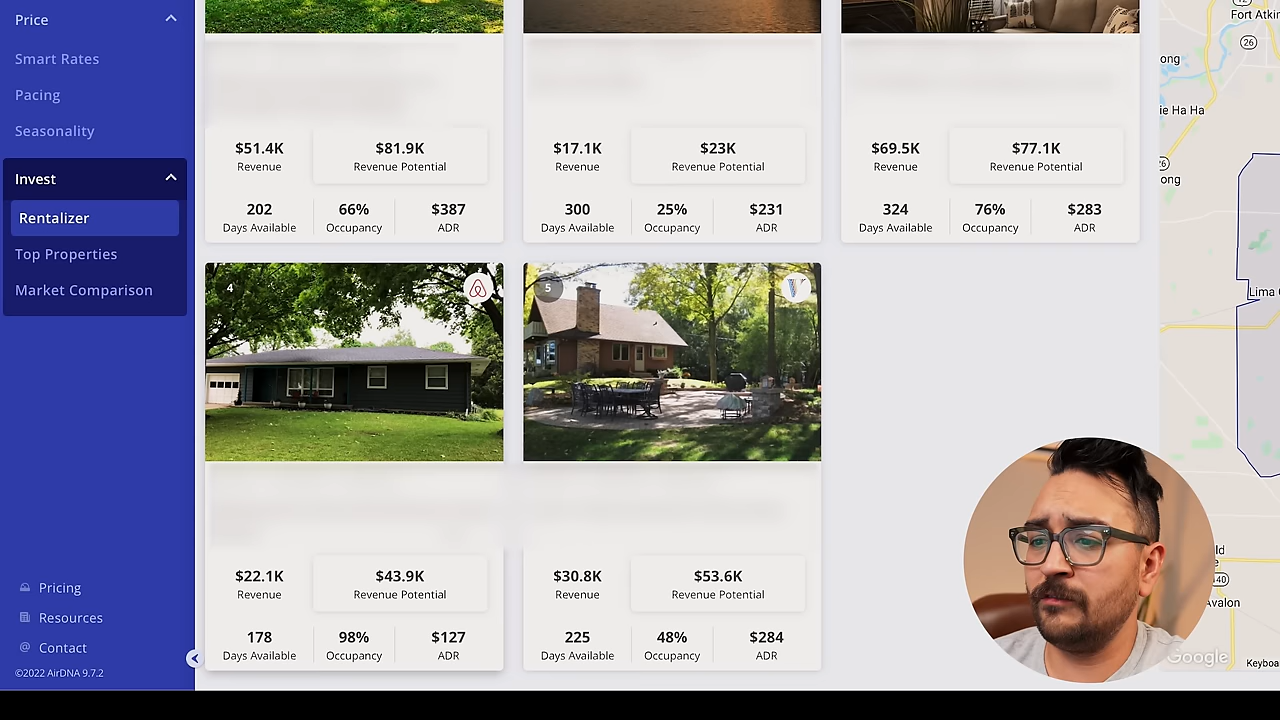 Price
Smart Rates
Pacing
Seasonality
Invest
Rentalizer
Top Properties
Market Comparison
Pricing
Resources
Contact
©2022 AirDNA 9.7.2
$51.4K
Revenue
$81.9K
Revenue Potential
202
Days Available
66%
Occupancy
$387
ADR
$17.1K
Revenue
$23K
Revenue Potential
300
Days Available
25%
Occupancy
$231
ADR
$69.5K
Revenue
$77.1K
Revenue Potential
324
Days Available
76%
Occupancy
$283
ADR
4
$22.1K
Revenue
$43.9K
Revenue Potential
178
Days Available
98%
Occupancy
$127
ADR
5
$30.8K
Revenue
$53.6K
Revenue Potential
225
Days Available
48%
Occupancy
$284
ADR
Fort Atkin
26
ong
ie Ha Ha
ong
Lima C
ld
Avalon
Google
Keyboa